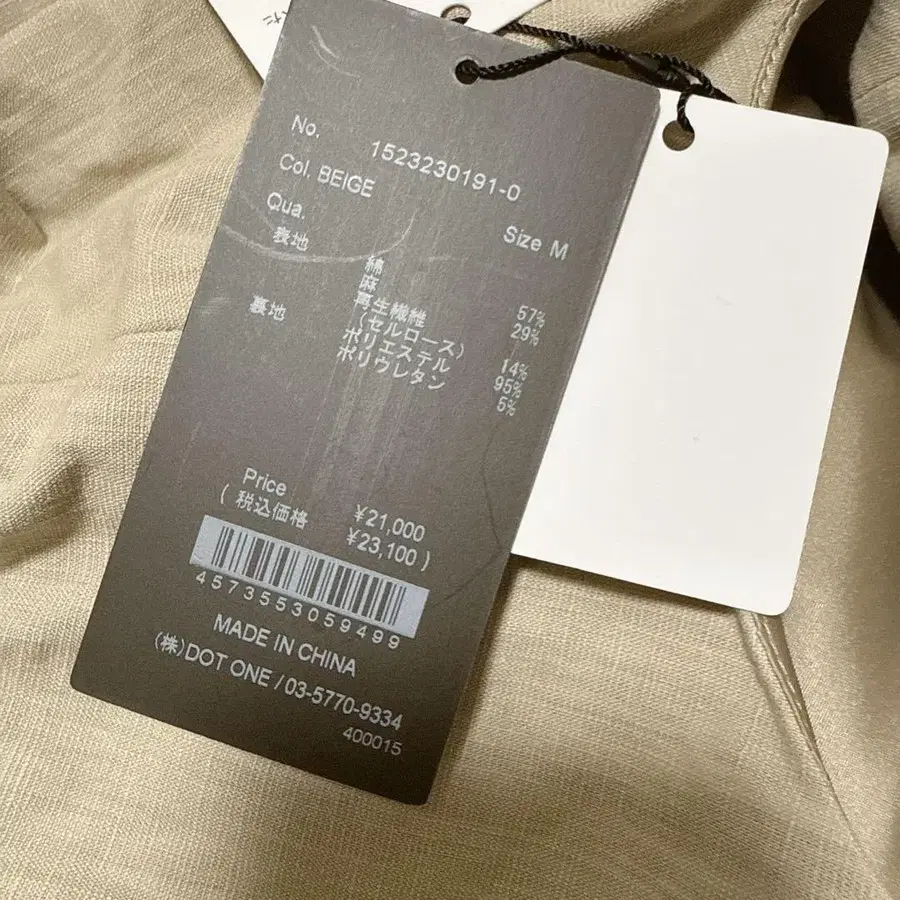 No. 1523230191-0
Col. BEIGE
Size M
Qua.
表地
綿 57%
麻 29%
再生繊維
(セルロース) 14%
裏地 ポリエステル 95%
ポリウレタン 5%
Price ¥21,000
( 税込価格 ¥23,100 )
4573553059499
MADE IN CHINA
(株)DOT ONE / 03-5770-9334
400015